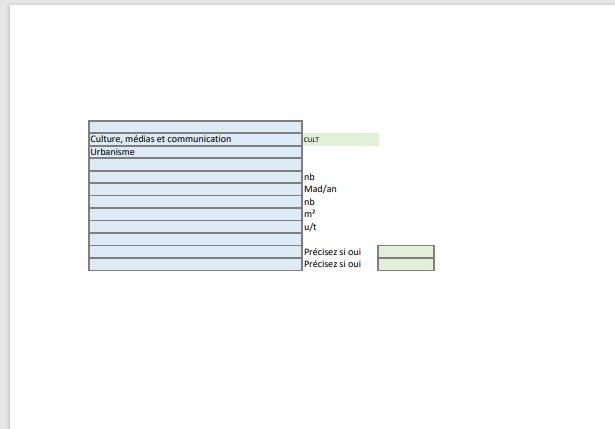 Culture, médias et communication CULT
Urbanisme
nb
Mad/an
nb
m²
u/t
Précisez si oui
Précisez si oui